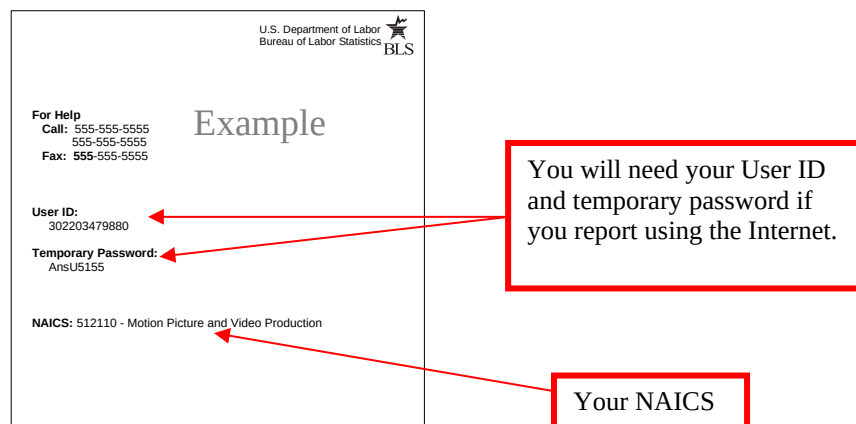 U.S. Department of Labor
Bureau of Labor Statistics
BLS
Example
For Help
Call: 555-555-5555
555-555-5555
Fax: 555-555-5555
You will need your User ID
and temporary password if
you report using the Internet.
User ID:
302203479880
Temporary Password:
AnsU5155
NAICS: 512110 - Motion Picture and Video Production
Your NAICS